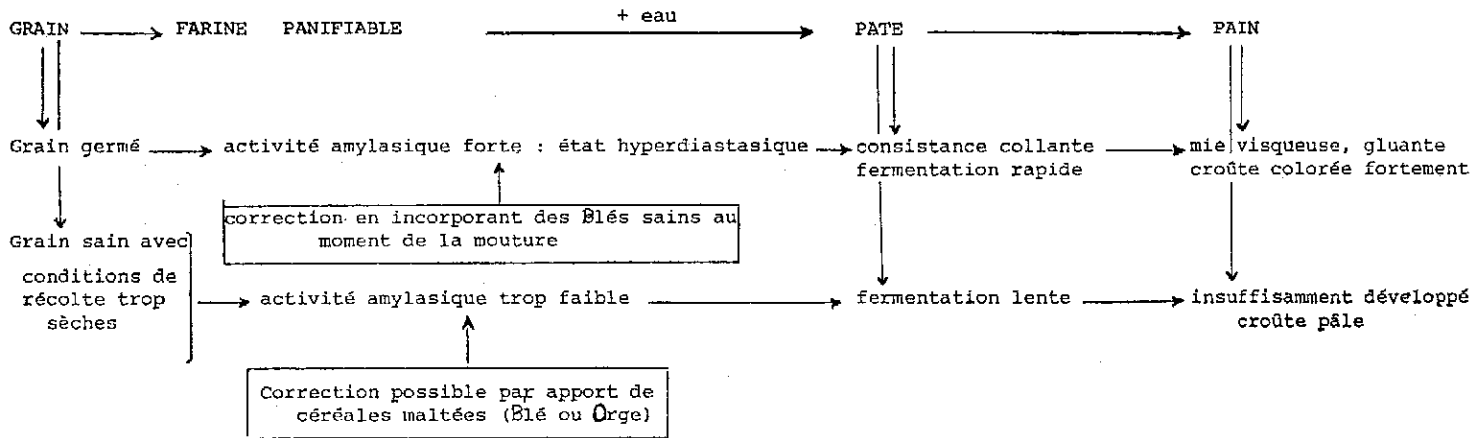 + eau
GRAIN FARINE PANIFIABLE PATE PAIN
Grain germé activité amylasique forte : état hyperdiastasique consistance collante mie visqueuse, gluante
fermentation rapide croûte colorée fortement
correction en incorporant des Blés sains au
moment de la mouture
Grain sain avec
conditions de
récolte trop
sèches
activité amylasique trop faible fermentation lente insuffisamment développé
croûte pâle
Correction possible par apport de
céréales maltées (Blé ou Orge)